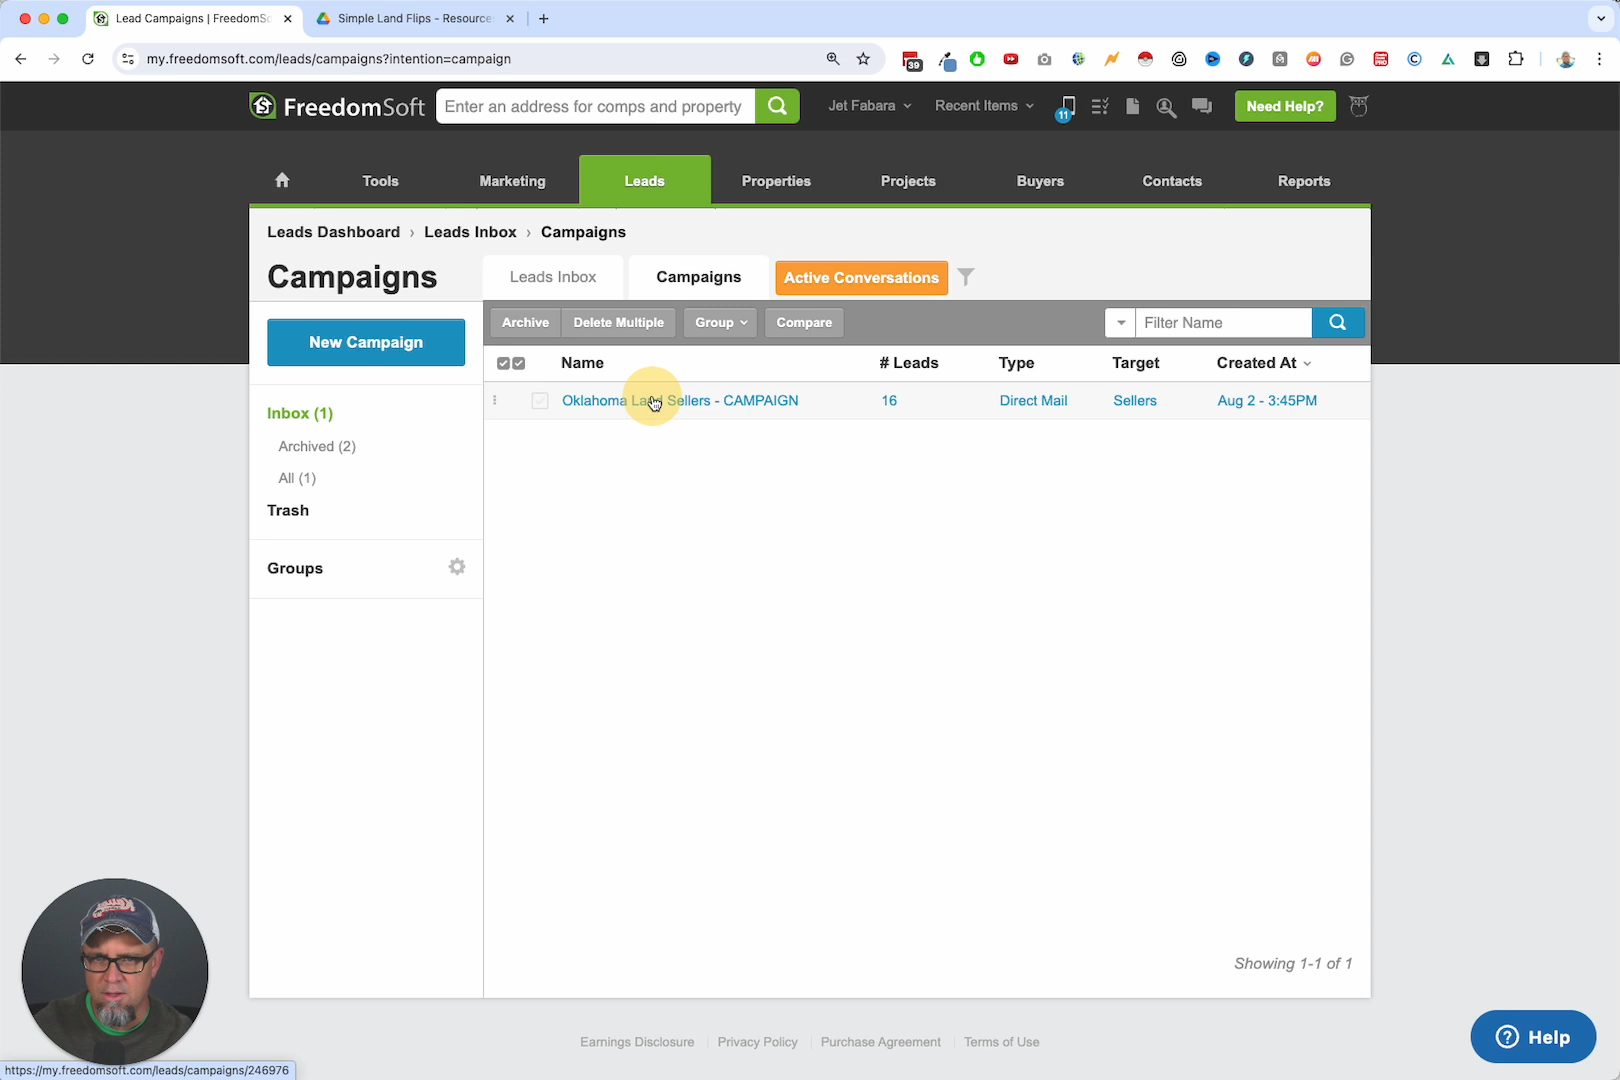 Lead Campaigns | FreedomSo
Simple Land Flips - Resource
my.freedomsoft.com/leads/campaigns?intention=campaign
39
FreedomSoft
Enter an address for comps and property
Jet Fabara
Recent Items
11
Need Help?
Tools
Marketing
Leads
Properties
Projects
Buyers
Contacts
Reports
Leads Dashboard › Leads Inbox › Campaigns
Campaigns
Leads Inbox
Campaigns
Active Conversations
New Campaign
Archive
Delete Multiple
Group
Compare
Filter Name
Name
# Leads
Type
Target
Created At
Oklahoma Land Sellers - CAMPAIGN
16
Direct Mail
Sellers
Aug 2 - 3:45PM
Inbox (1)
Archived (2)
All (1)
Trash
Groups
Showing 1-1 of 1
Earnings Disclosure
Privacy Policy
Purchase Agreement
Terms of Use
Help
https://my.freedomsoft.com/leads/campaigns/246976